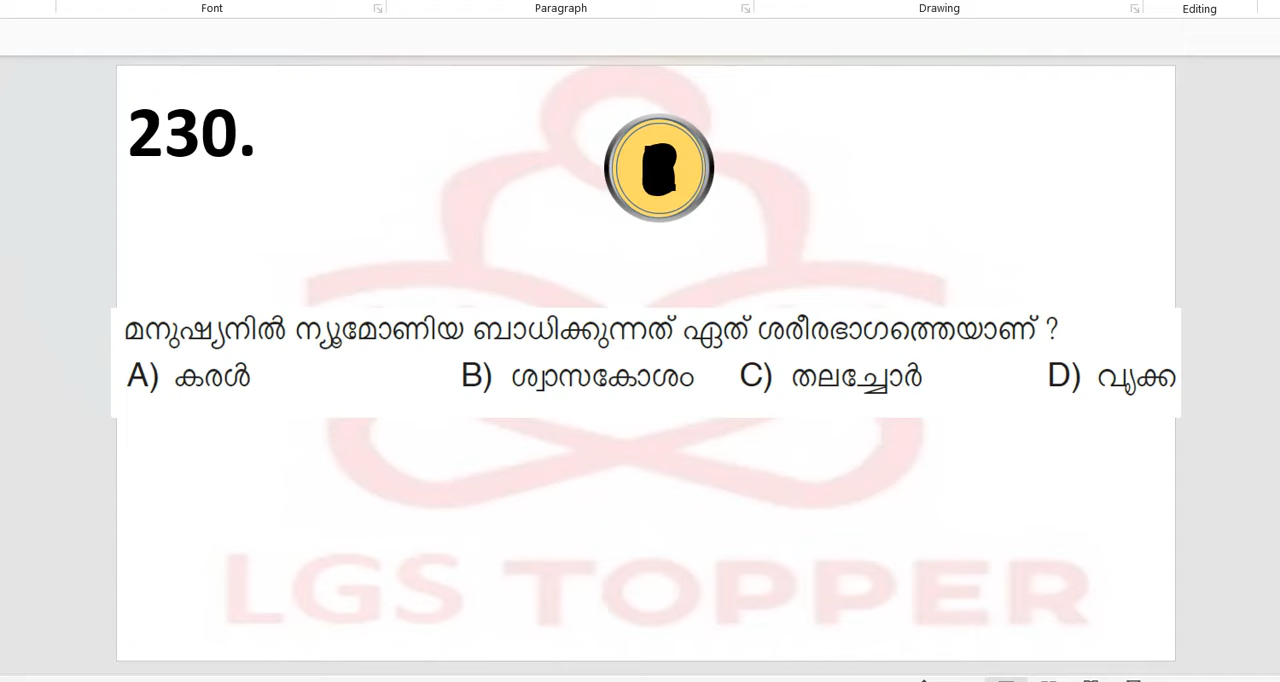 Font Paragraph Drawing Editing
230.
മനുഷ്യനിൽ ന്യൂമോണിയ ബാധിക്കുന്നത് ഏത് ശരീരഭാഗത്തെയാണ് ?
A) കരൾ B) ശ്വാസകോശം C) തലച്ചോർ D) വൃക്ക
LGS TOPPER